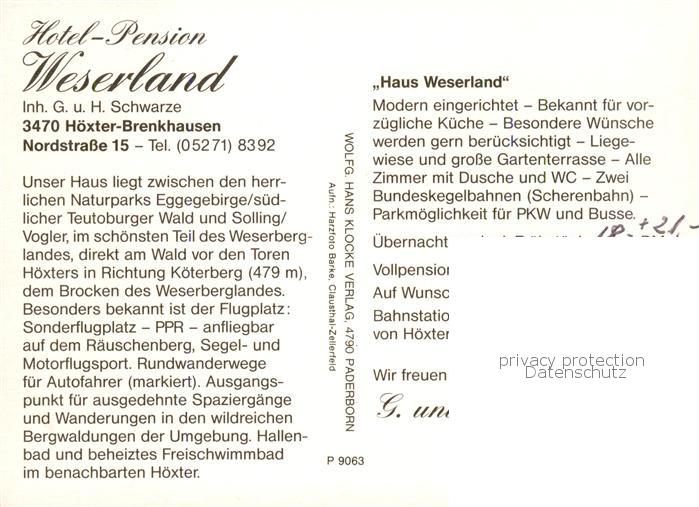 Hotel-Pension
Weserland
Inh. G. u. H. Schwarze
3470 Höxter-Brenkhausen
Nordstraße 15 – Tel. (05271) 8392
Unser Haus liegt zwischen den herr-
lichen Naturparks Eggegebirge/süd-
licher Teutoburger Wald und Solling/
Vogler, im schönsten Teil des Weserberg-
landes, direkt am Wald vor den Toren
Höxters in Richtung Köterberg (479 m),
dem Brocken des Weserberglandes.
Besonders bekannt ist der Flugplatz:
Sonderflugplatz – PPR – anfliegbar
auf dem Räuschenberg, Segel- und
Motorflugsport. Rundwanderwege
für Autofahrer (markiert). Ausgangs-
punkt für ausgedehnte Spaziergänge
und Wanderungen in den wildreichen
Bergwaldungen der Umgebung. Hallen-
bad und beheiztes Freischwimmbad
im benachbarten Höxter.
WOLFG. HANS KLOCKE VERLAG, 4790 PADERBORN
Aufn.: Harzfoto Barke, Clausthal-Zellerfeld
P 9063
„Haus Weserland“
Modern eingerichtet – Bekannt für vor-
zügliche Küche – Besondere Wünsche
werden gern berücksichtigt – Liege-
wiese und große Gartenterrasse – Alle
Zimmer mit Dusche und WC – Zwei
Bundeskegelbahnen (Scherenbahn) –
Parkmöglichkeit für PKW und Busse.
18.- + 21.-
Übernacht
Vollpension
Auf Wunsc
Bahnstatio
von Höxter
Wir freuen
G. und
privacy protection
Datenschutz